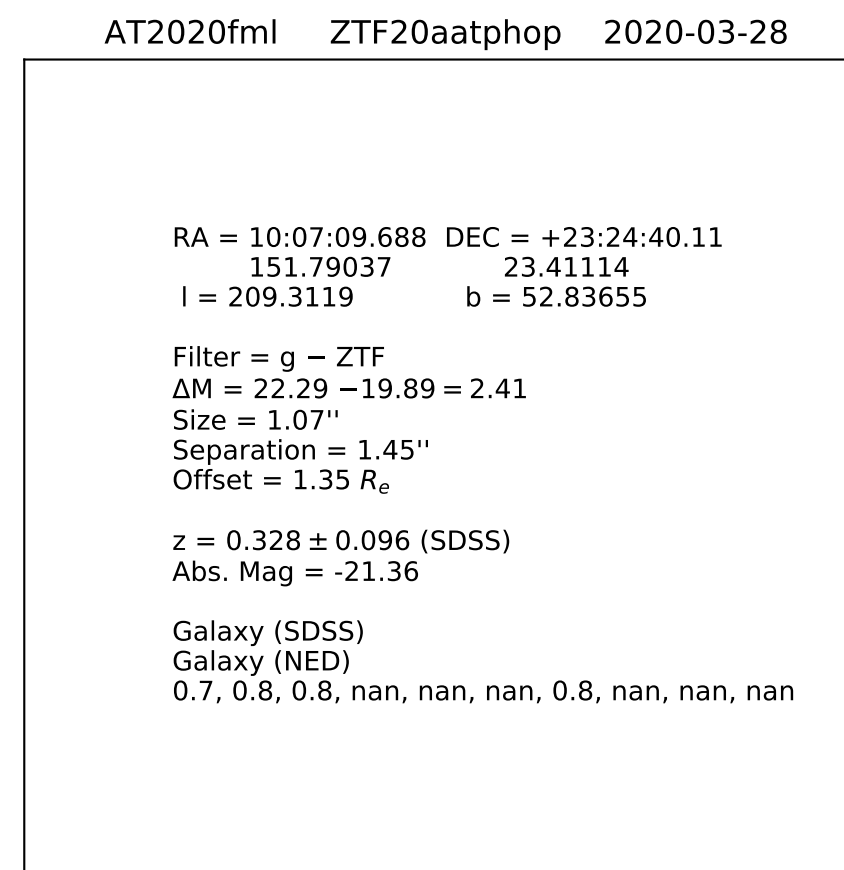 AT2020fml ZTF20aatphop 2020-03-28
RA = 10:07:09.688 DEC = +23:24:40.11
151.79037 23.41114
l = 209.3119 b = 52.83655
Filter = g − ZTF
ΔM = 22.29 −19.89 = 2.41
Size = 1.07''
Separation = 1.45''
Offset = 1.35 Re
z = 0.328 ± 0.096 (SDSS)
Abs. Mag = -21.36
Galaxy (SDSS)
Galaxy (NED)
0.7, 0.8, 0.8, nan, nan, nan, 0.8, nan, nan, nan